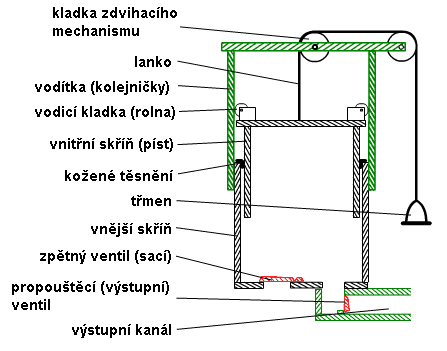 kladka zdvihacího
mechanismu
lanko
vodítka (kolejničky)
vodicí kladka (rolna)
vnitřní skříň (píst)
kožené těsnění
třmen
vnější skříň
zpětný ventil (sací)
propouštěcí (výstupní)
ventil
výstupní kanál